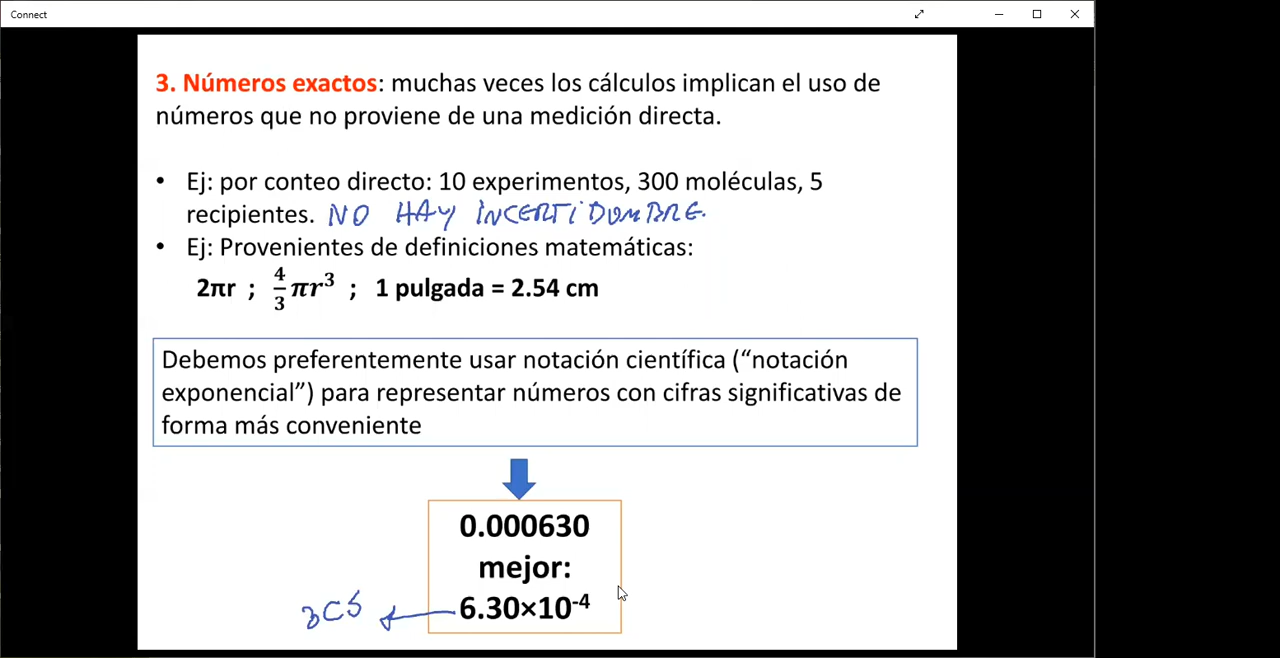 Connect
3. Números exactos: muchas veces los cálculos implican el uso de
números que no proviene de una medición directa.
• Ej: por conteo directo: 10 experimentos, 300 moléculas, 5
recipientes. NO HAY INCERTIDUMBRE.
• Ej: Provenientes de definiciones matemáticas:
2πr ; 4/3 πr³ ; 1 pulgada = 2.54 cm
Debemos preferentemente usar notación científica (“notación
exponencial”) para representar números con cifras significativas de
forma más conveniente
0.000630
mejor:
3CS ← 6.30×10⁻⁴